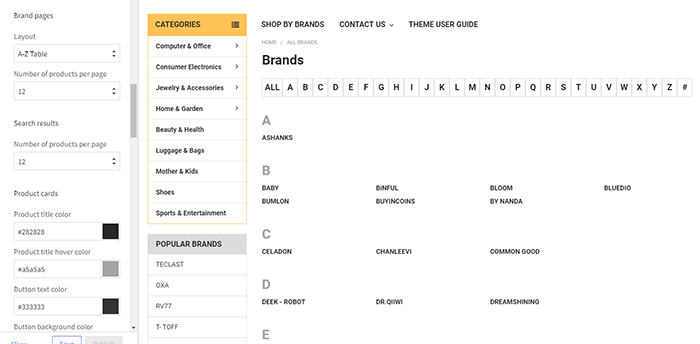 Brand pages
Layout
A-Z Table
Number of products per page
12
Search results
Number of products per page
12
Product cards
Product title color
#282828
Product title hover color
#a5a5a5
Button text color
#333333
Button background color
CATEGORIES
Computer & Office
Consumer Electronics
Jewelry & Accessories
Home & Garden
Beauty & Health
Luggage & Bags
Mother & Kids
Shoes
Sports & Entertainment
POPULAR BRANDS
TECLAST
OXA
RV77
T- TOFF
SHOP BY BRANDS CONTACT US THEME USER GUIDE
HOME / ALL BRANDS
Brands
ALL A B C D E F G H I J K L M N O P Q R S T U V W X Y Z #
A
ASHANKS
B
BABY BiNFUL BLOOM BLUEDIO
BUMLON BUYINCOINS BY NANDA
C
CELADON CHANLEEVI COMMON GOOD
D
DEEK - ROBOT DR.QIIWI DREAMSHINING
E